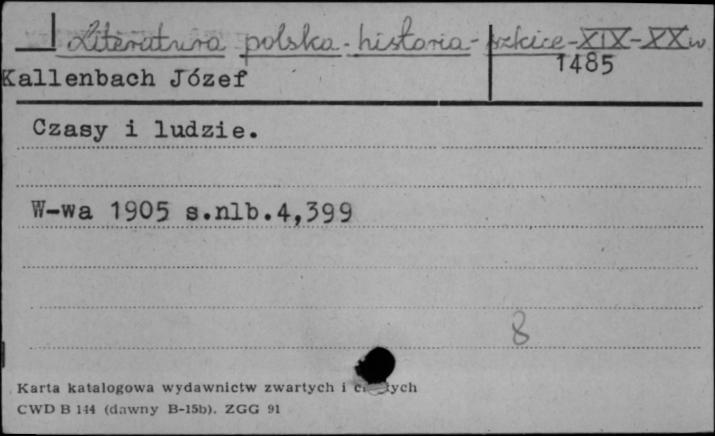 Literatura polska - historia - szkice - XIX - XX w
1485
Kallenbach Józef
Czasy i ludzie.
W-wa 1905 s.nlb.4,399
8
Karta katalogowa wydawnictw zwartych i
CWD B 144 (dawny B-15b). ZGG 91